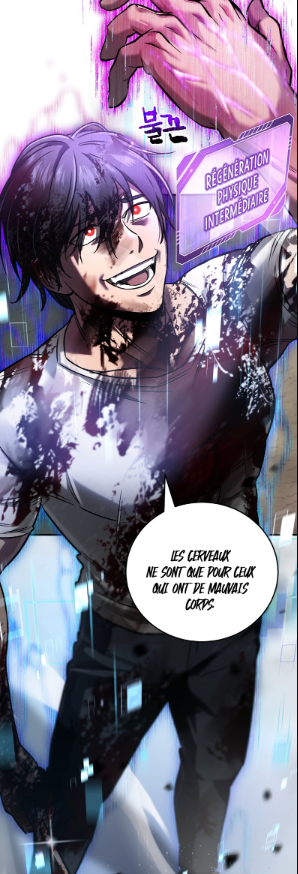 불끈
RÉGÉNÉRATION
PHYSIQUE
INTERMÉDIAIRE
LES CERVEAUX
NE SONT QUE POUR CEUX
QUI ONT DE MAUVAIS
CORPS.